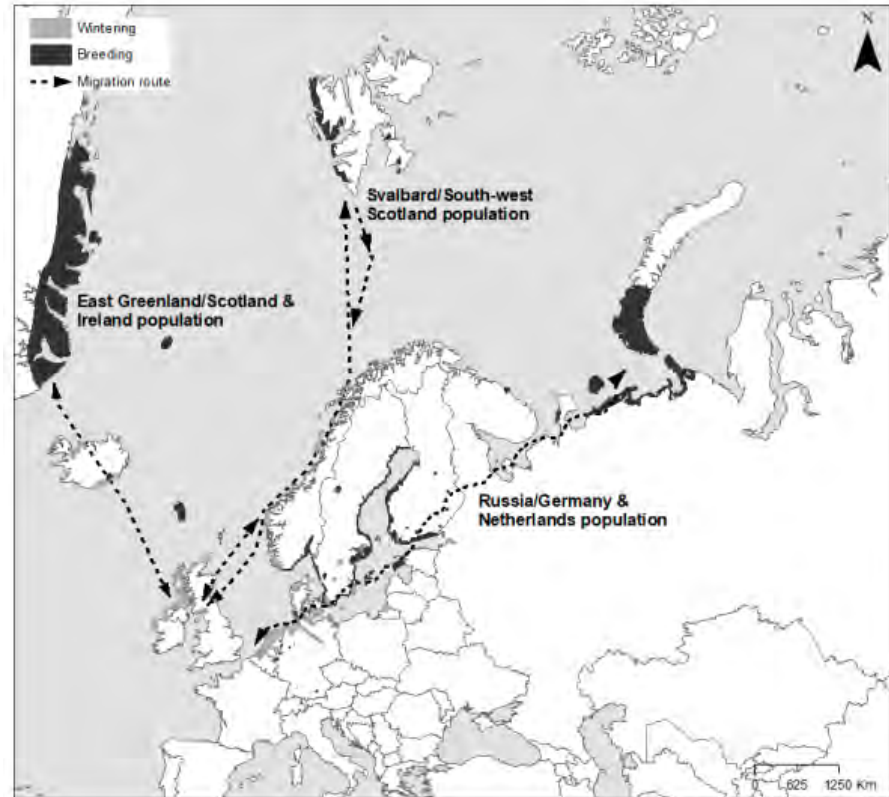 Wintering
Breeding
Migration route
N
Svalbard/South-west
Scotland population
East Greenland/Scotland &
Ireland population
Russia/Germany &
Netherlands population
0 625 1250 Km